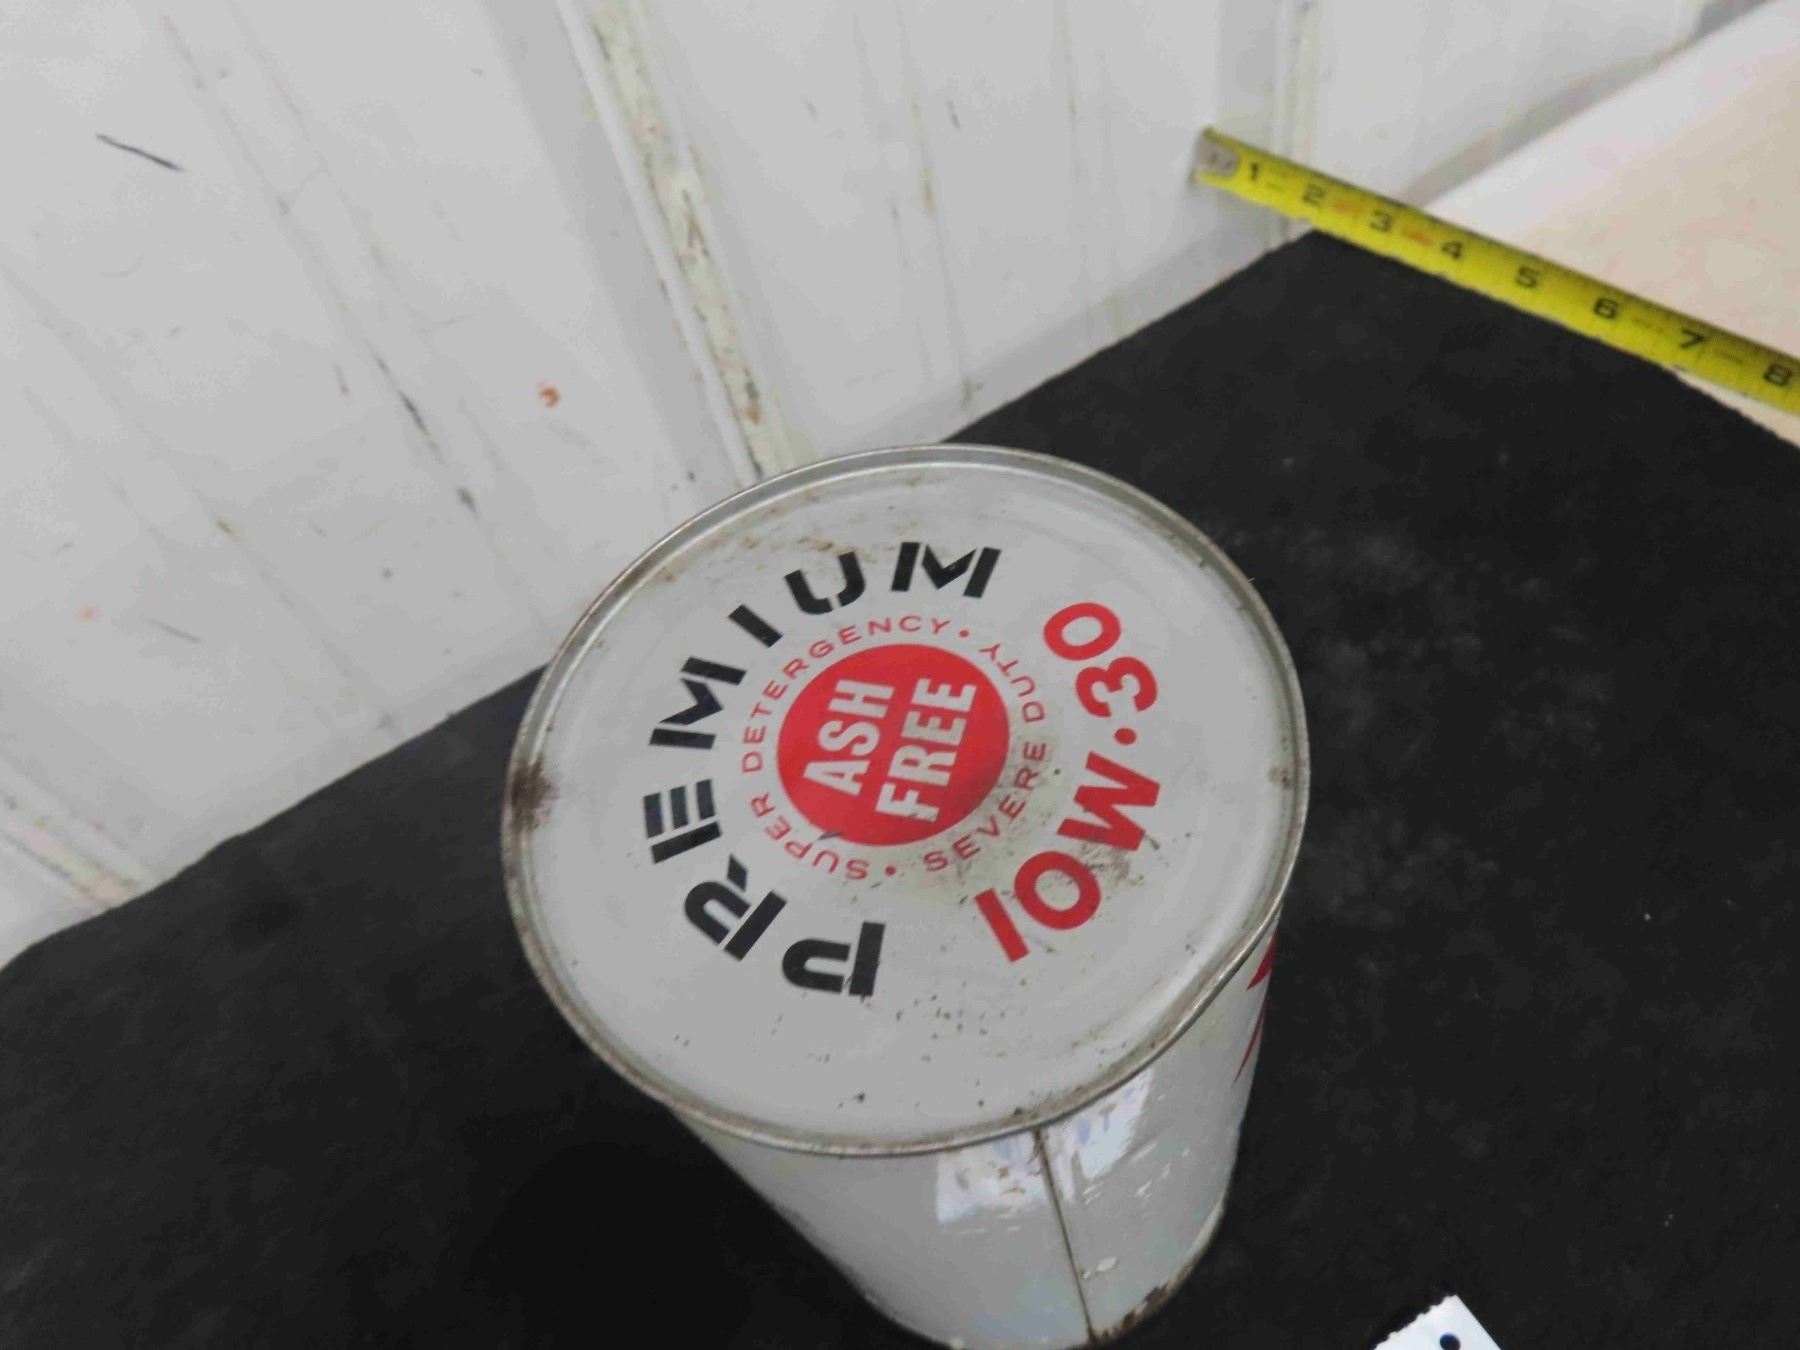 PREMIUM
SUPER DETERGENCY • SEVERE DUTY •
ASH
FREE
10W•30
1 2 3 4 5 6 7 8